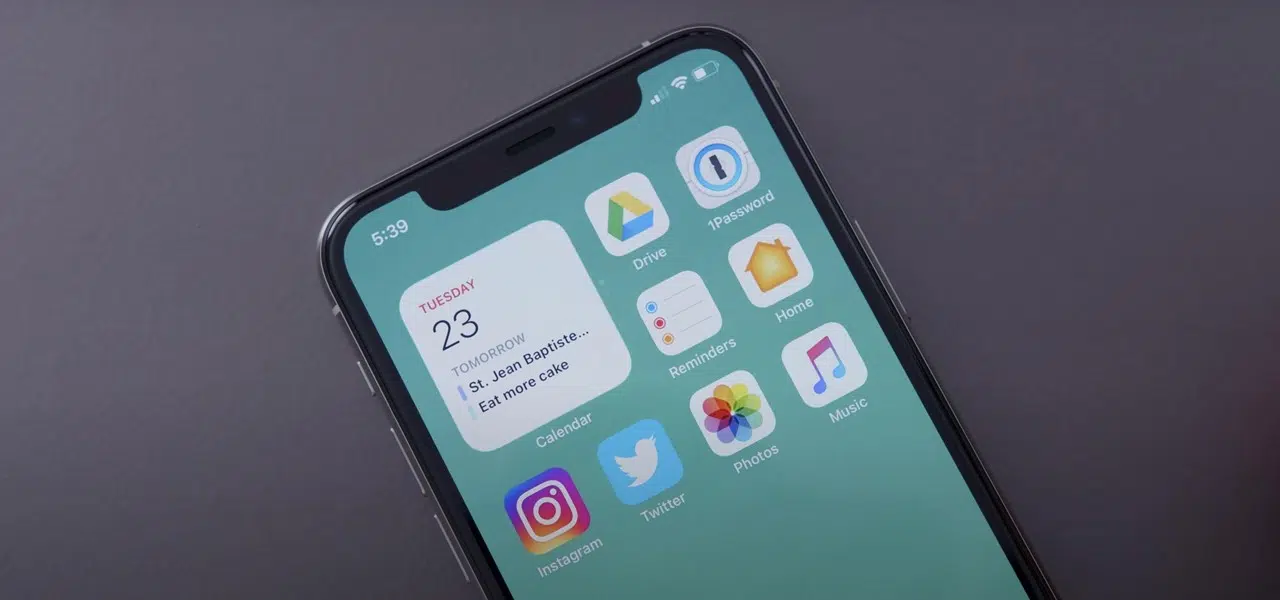 5:39
TUESDAY
23
TOMORROW
St. Jean Baptiste...
Eat more cake
Calendar
Drive
1Password
Reminders
Home
Instagram
Twitter
Photos
Music